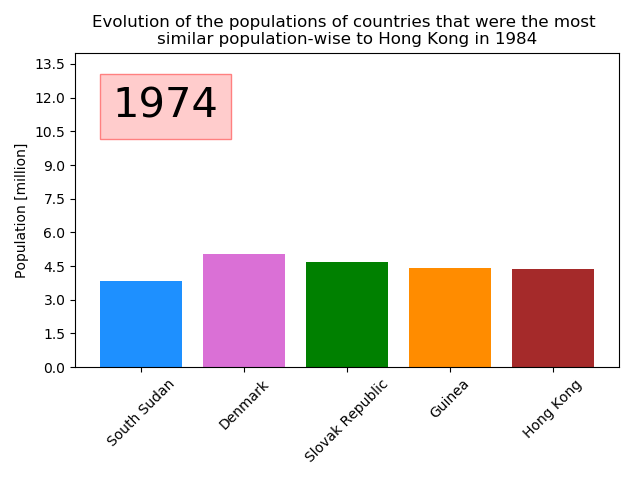 Evolution of the populations of countries that were the most
similar population-wise to Hong Kong in 1984
1974
Population [million]
13.5
12.0
10.5
9.0
7.5
6.0
4.5
3.0
1.5
0.0
South Sudan
Denmark
Slovak Republic
Guinea
Hong Kong